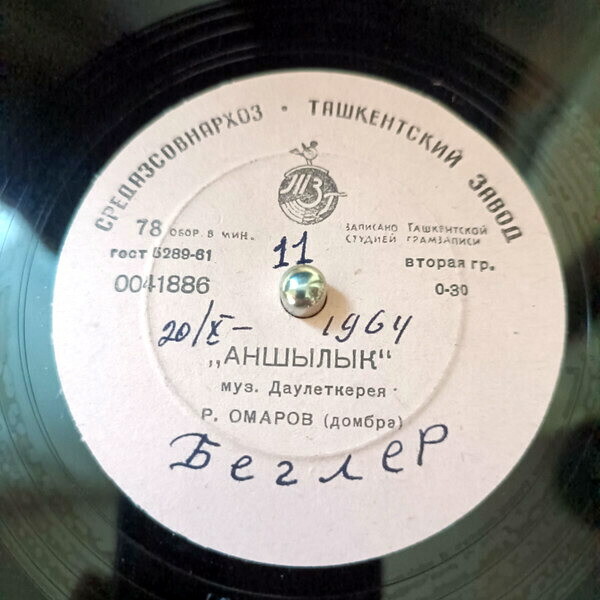 СРЕДАЗСОВНАРХОЗ • ТАШКЕНТСКИЙ ЗАВОД
ТЗГ
78 ОБОР. В МИН.
ЗАПИСАНО ТАШКЕНТСКОЙ
СТУДИЕЙ ГРАМЗАПИСИ
ГОСТ 5289-61
11
вторая гр.
0041886
0-30
20/X- 1964
„АНШЫЛЫК“
муз. Даулеткерея
Р. ОМАРОВ (домбра)
БеглеР